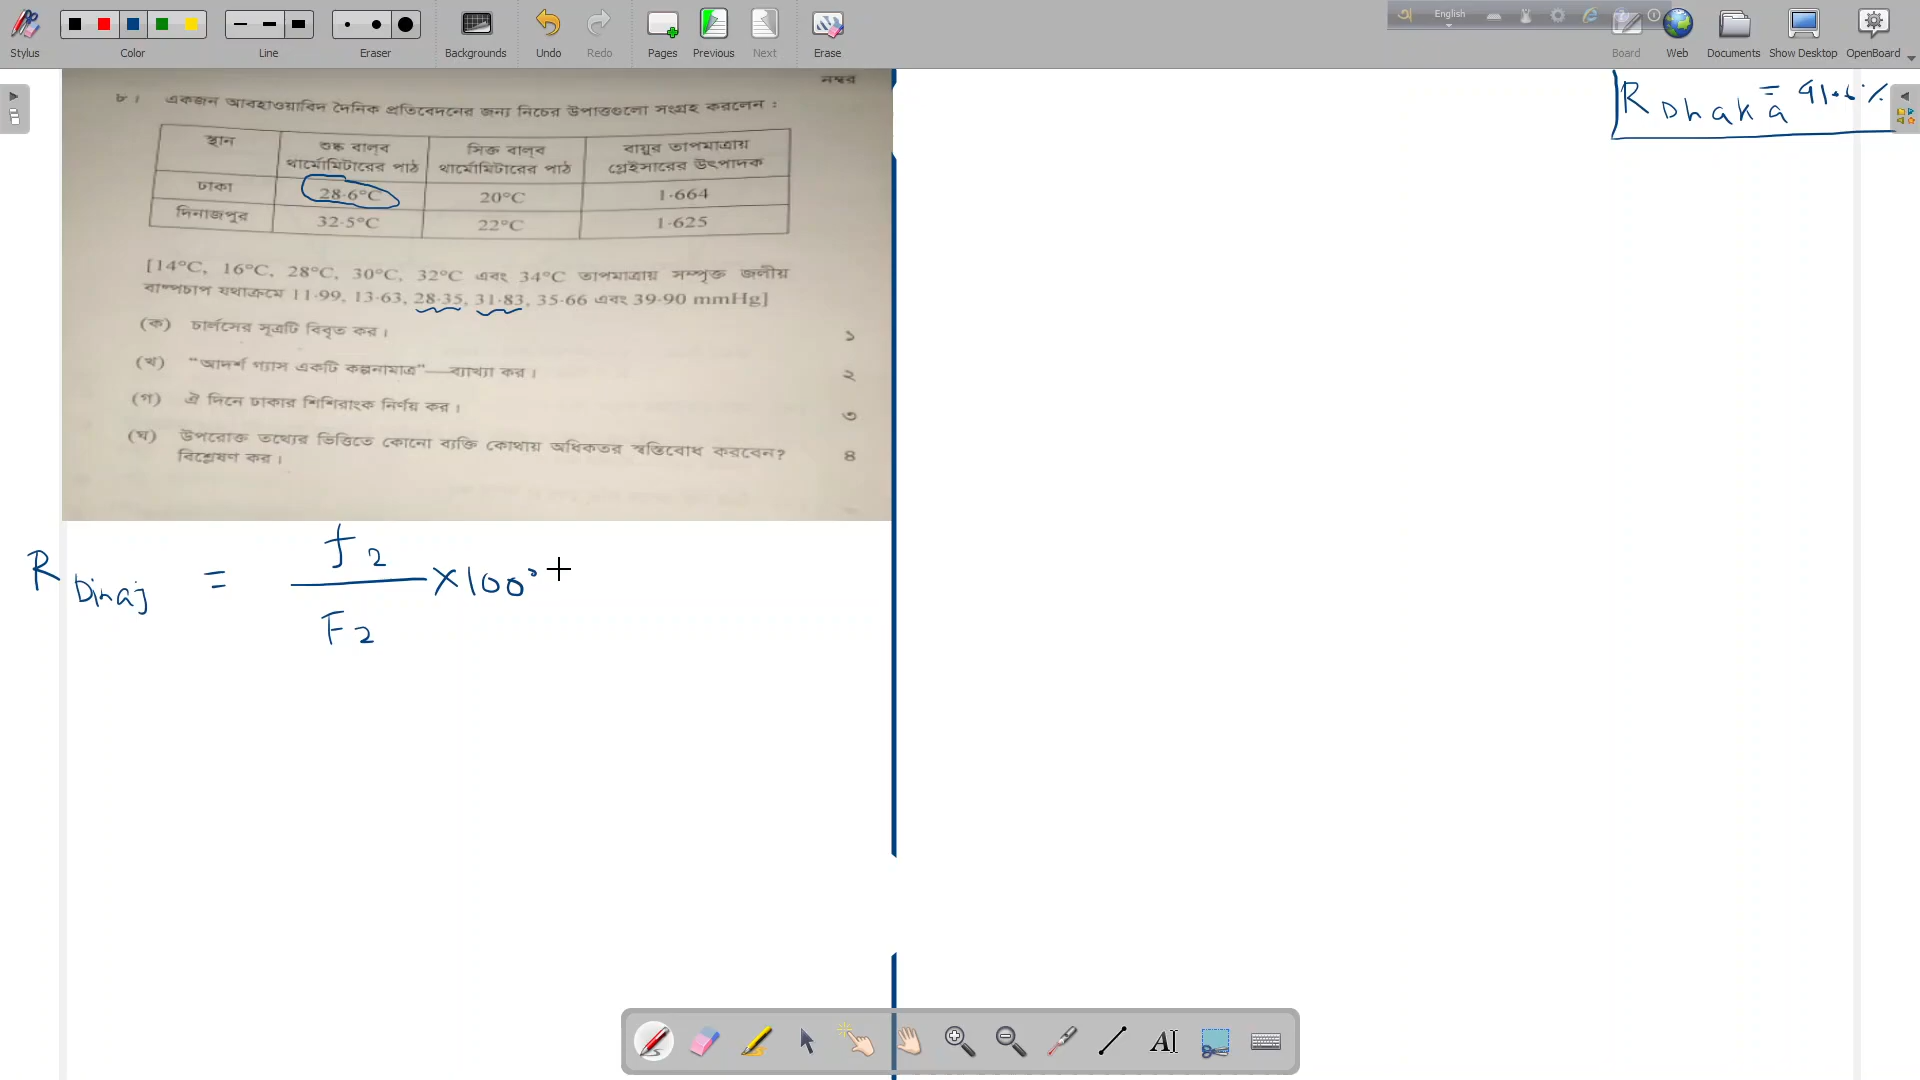 Stylus Color Line Eraser Backgrounds Undo Redo Pages Previous Next Erase English Board Web Documents Show Desktop OpenBoard
নম্বর
৮। একজন আবহাওয়াবিদ দৈনিক প্রতিবেদনের জন্য নিচের উপাত্তগুলো সংগ্রহ করলেন :
স্থান শুষ্ক বাল্‌ব থার্মোমিটারের পাঠ সিক্ত বাল্‌ব থার্মোমিটারের পাঠ বায়ুর তাপমাত্রায় গ্লেইসারের উৎপাদক
ঢাকা 28·6°C 20°C 1·664
দিনাজপুর 32·5°C 22°C 1·625
[14°C, 16°C, 28°C, 30°C, 32°C এবং 34°C তাপমাত্রায় সম্পৃক্ত জলীয়
বাষ্পচাপ যথাক্রমে 11·99, 13·63, 28·35, 31·83, 35·66 এবং 39·90 mmHg]
(ক) চার্লসের সূত্রটি বিবৃত কর। ১
(খ) “আদর্শ গ্যাস একটি কল্পনামাত্র”—ব্যাখ্যা কর। ২
(গ) ঐ দিনে ঢাকার শিশিরাংক নির্ণয় কর। ৩
(ঘ) উপরোক্ত তথ্যের ভিত্তিতে কোনো ব্যক্তি কোথায় অধিকতর স্বস্তিবোধ করবেন?
বিশ্লেষণ কর। ৪
R Dinaj = f2 / F2 ×100
R Dhaka =